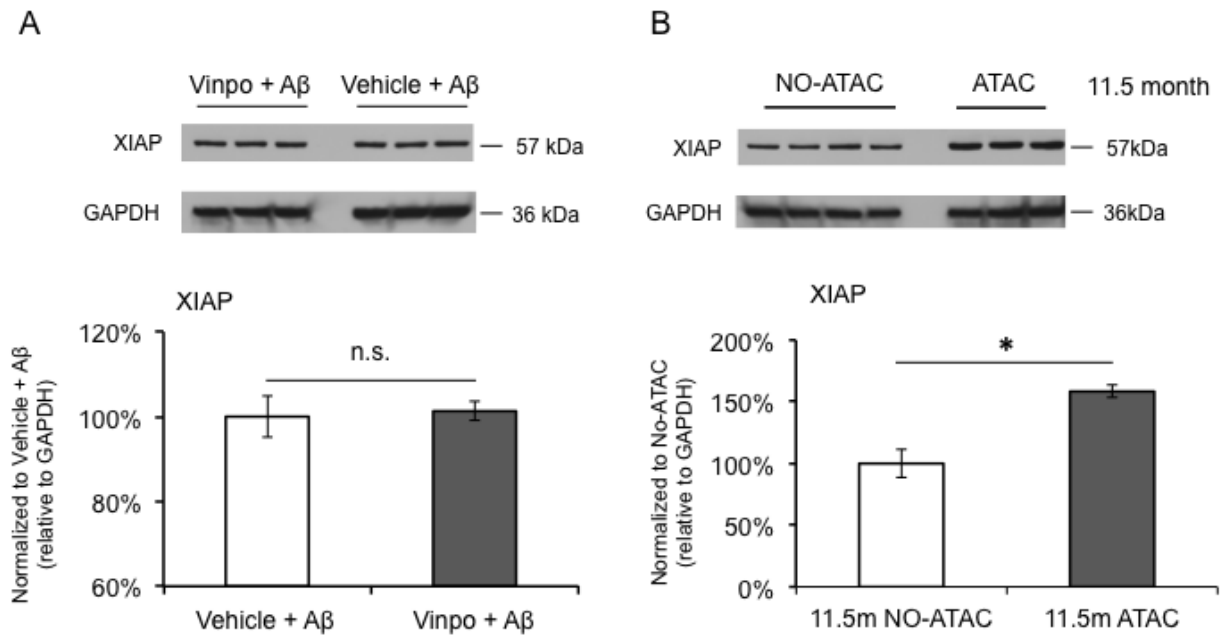 A
Vinpo + Aβ Vehicle + Aβ
XIAP 57 kDa
GAPDH 36 kDa
XIAP
Normalized to Vehicle + Aβ
(relative to GAPDH)
120%
n.s.
100%
80%
60%
Vehicle + Aβ Vinpo + Aβ
B
NO-ATAC ATAC 11.5 month
XIAP 57kDa
GAPDH 36kDa
XIAP
Normalized to No-ATAC
(relative to GAPDH)
200%
*
150%
100%
50%
0%
11.5m NO-ATAC 11.5m ATAC